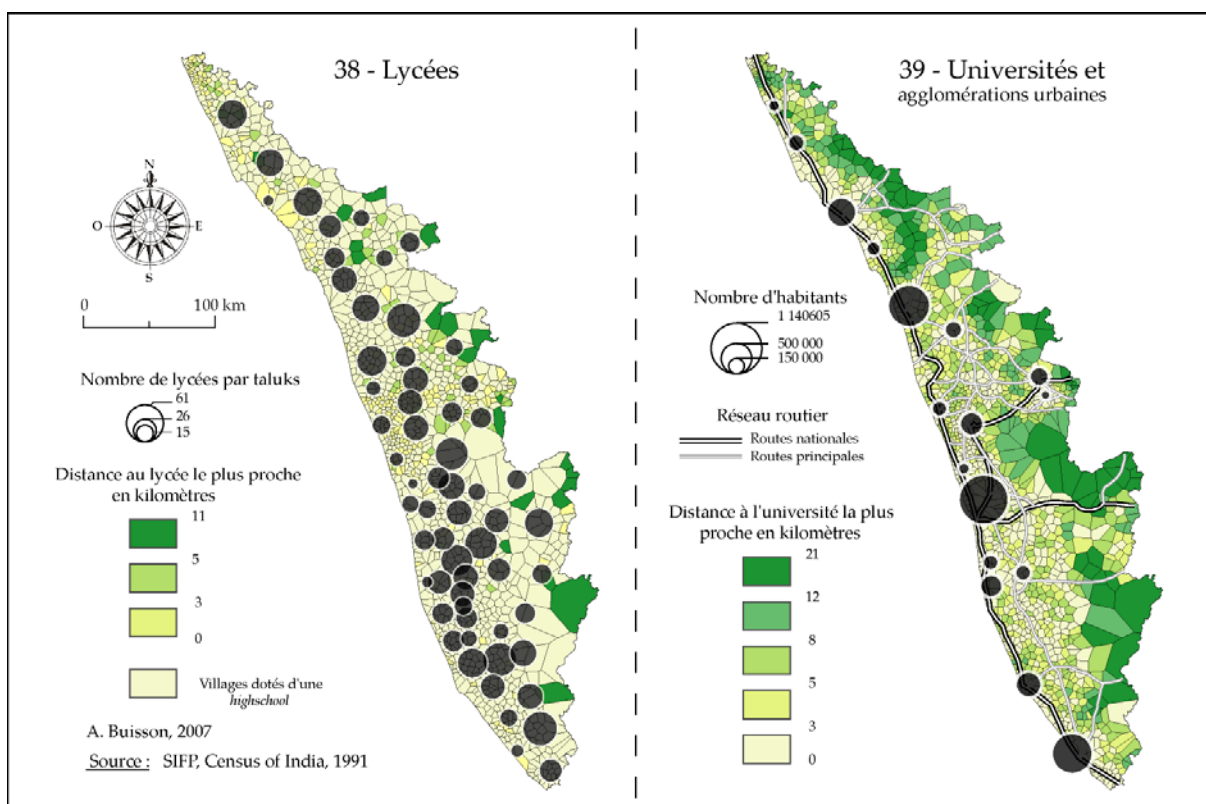 38 - Lycées
N
O
E
S
0
100 km
Nombre de lycées par taluks
61
26
15
Distance au lycée le plus proche
en kilomètres
11
5
3
0
Villages dotés d'une
highschool
A. Buisson, 2007
Source : SIFP, Census of India, 1991
39 - Universités et
agglomérations urbaines
Nombre d'habitants
1 140605
500 000
150 000
Réseau routier
Routes nationales
Routes principales
Distance à l'université la plus
proche en kilomètres
21
12
8
5
3
0